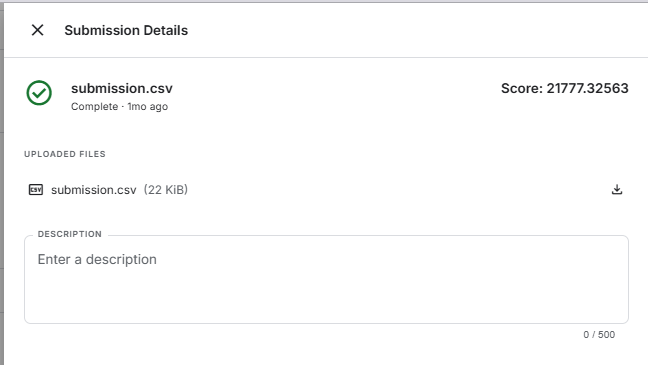 Submission Details
submission.csv
Score: 21777.32563
Complete · 1mo ago
UPLOADED FILES
CSV submission.csv (22 KiB)
DESCRIPTION
Enter a description
0 / 500